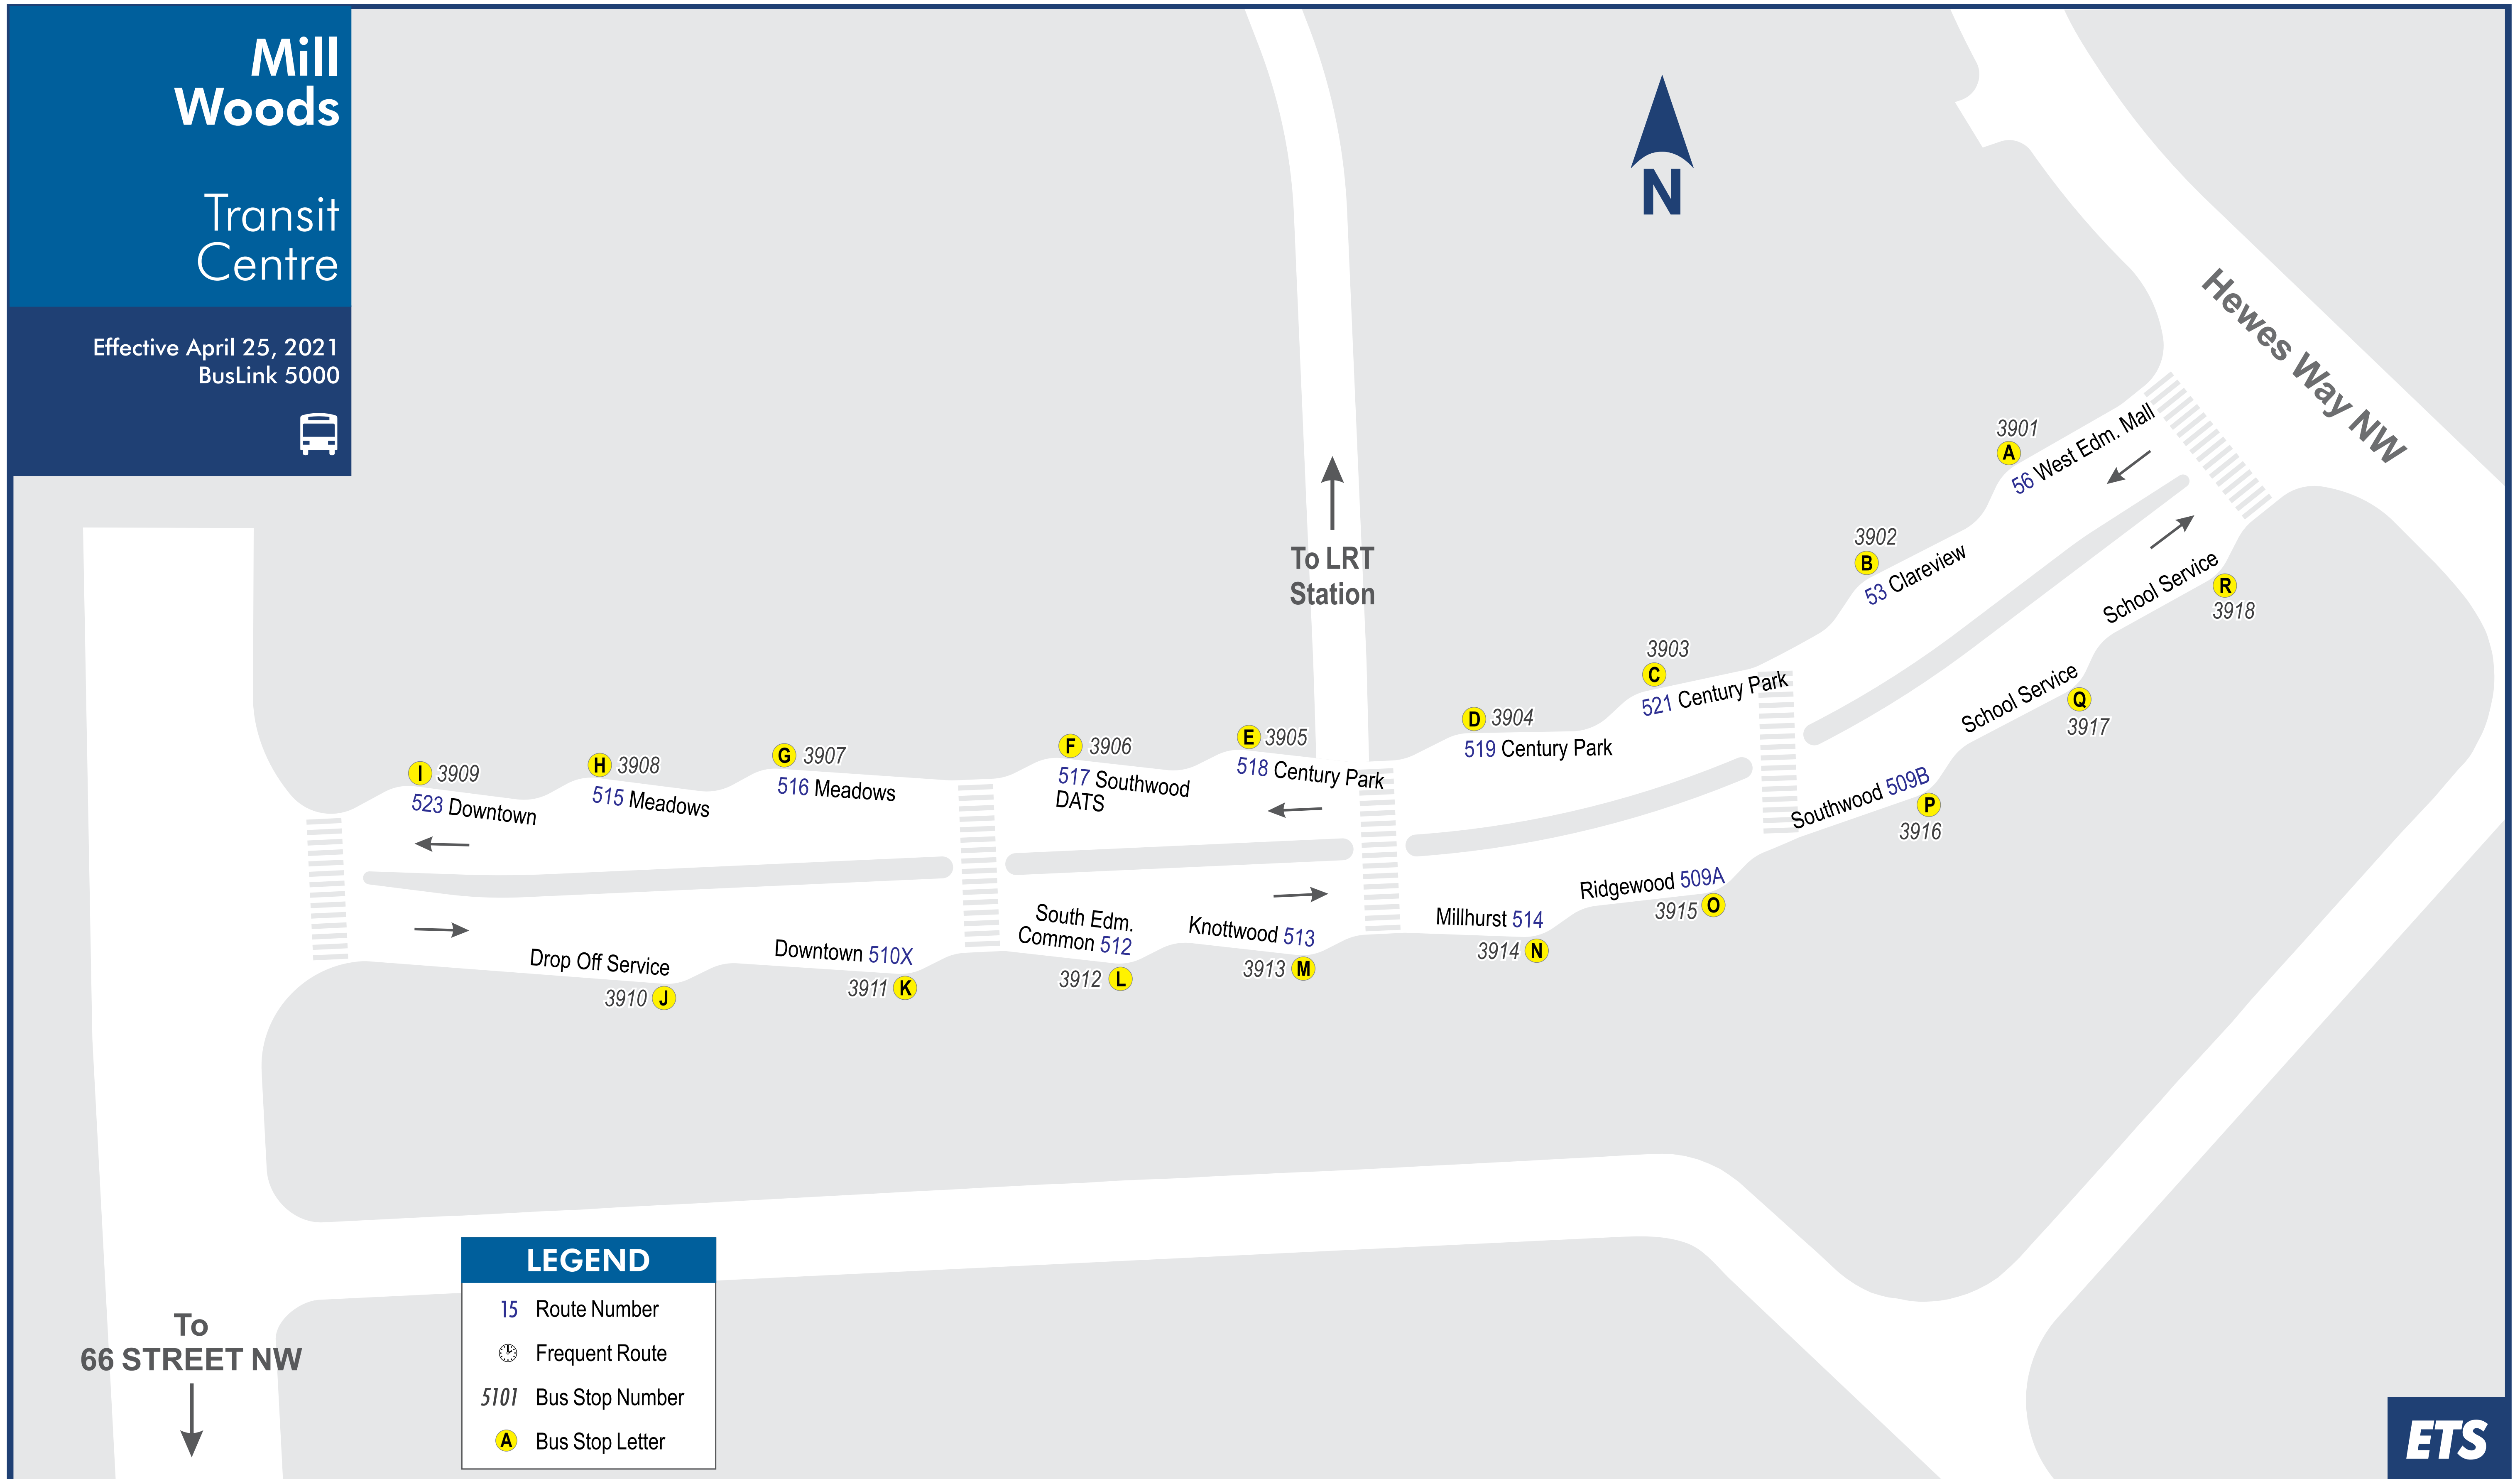 Mill
Woods
Transit
Centre
Effective April 25, 2021
BusLink 5000
N
Hewes Way NW
To LRT
Station
3901
A
56 West Edm. Mall
3902
B
53 Clareview
3903
C
521 Century Park
D 3904
519 Century Park
E 3905
518 Century Park
F 3906
517 Southwood
DATS
G 3907
516 Meadows
H 3908
515 Meadows
I 3909
523 Downtown
Drop Off Service
3910 J
Downtown 510X
3911 K
South Edm.
Common 512
3912 L
Knottwood 513
3913 M
Millhurst 514
3914 N
Ridgewood 509A
3915 O
Southwood 509B
P
3916
School Service
Q
3917
School Service
R
3918
To
66 STREET NW
LEGEND
15 Route Number
Frequent Route
5101 Bus Stop Number
A Bus Stop Letter
ETS